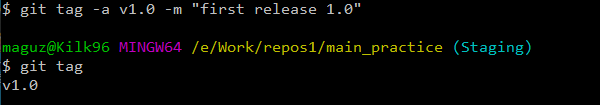 $ git tag -a v1.0 -m "first release 1.0"
maguz@Kilk96 MINGW64 /e/Work/repos1/main_practice (Staging)
$ git tag
v1.0